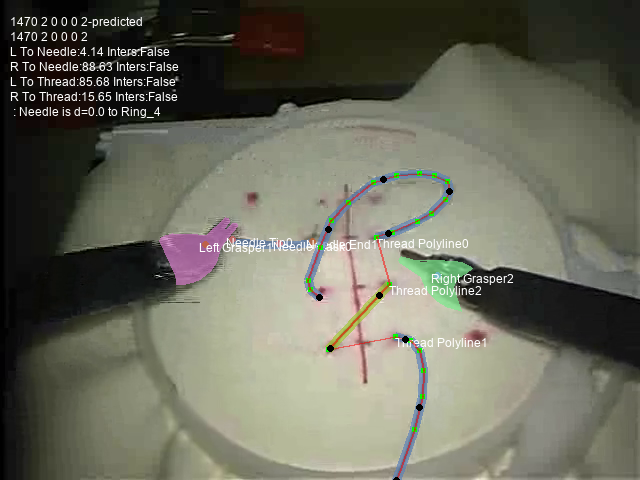 1470 2 0 0 0 2-predicted
1470 2 0 0 0 2
L To Needle:4.14 Inters:False
R To Needle:88.63 Inters:False
L To Thread:85.68 Inters:False
R To Thread:15.65 Inters:False
: Needle is d=0.0 to Ring_4
Needle Tip0
Left Grasper1
Thread Polyline0
Right Grasper2
Thread Polyline2
Thread Polyline1